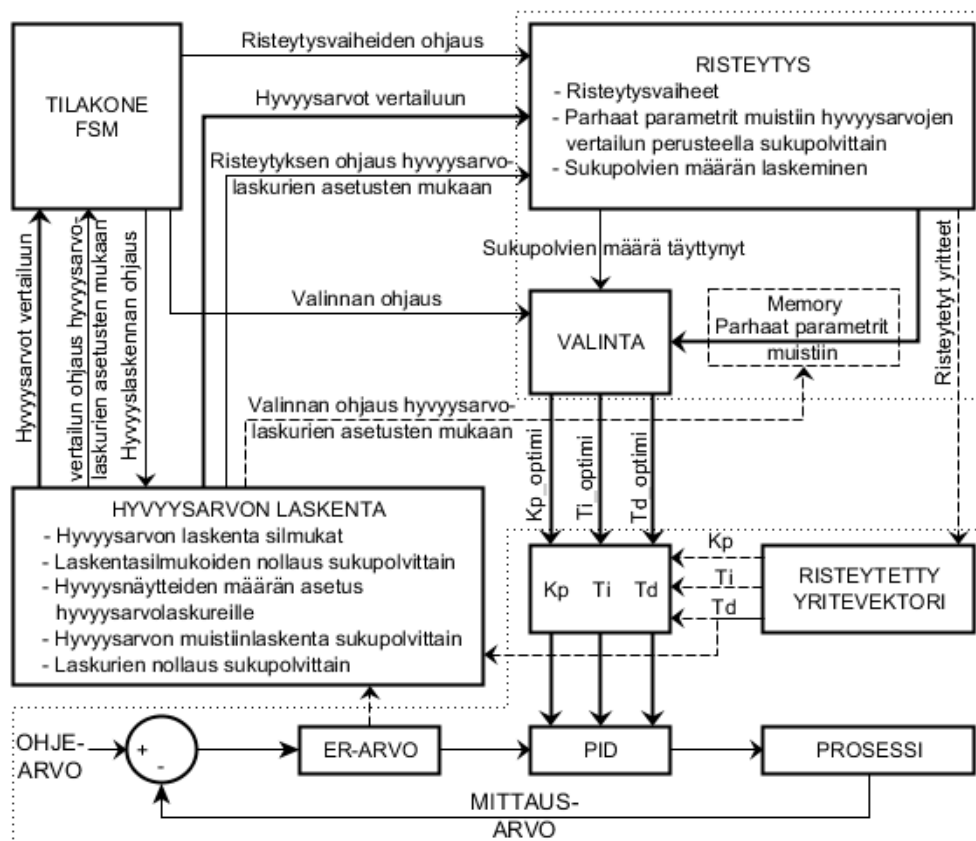 TILAKONE
FSM
Risteytysvaiheiden ohjaus
Hyvyysarvot vertailuun
Risteytyksen ohjaus hyvyysarvo-
laskurien asetusten mukaan
RISTEYTYS
- Risteytysvaiheet
- Parhaat parametrit muistiin hyvyysarvojen
vertailun perusteella sukupolvittain
- Sukupolvien määrän laskeminen
Hyvyysarvot vertailuun
vertailun ohjaus hyvyysarvo-
laskurien asetusten mukaan
Hyvyyslaskennan ohjaus
Sukupolvien määrä täyttynyt
Valinnan ohjaus
VALINTA
Memory
Parhaat parametrit
muistiin
Risteytetyt yritteet
Valinnan ohjaus hyvyysarvo-
laskurien asetusten mukaan
Kp_optimi
Ti_optimi
Td_optimi
HYVYYSARVON LASKENTA
- Hyvyysarvon laskenta silmukat
- Laskentasilmukoiden nollaus sukupolvittain
- Hyvyysnäytteiden määrän asetus
hyvyysarvolaskureille
- Hyvyysarvon muistiinlaskenta sukupolvittain
- Laskurien nollaus sukupolvittain
Kp Ti Td
Kp
Ti
Td
RISTEYTETTY
YRITEVEKTORI
OHJE-
ARVO
+
-
ER-ARVO
PID
PROSESSI
MITTAUS-
ARVO